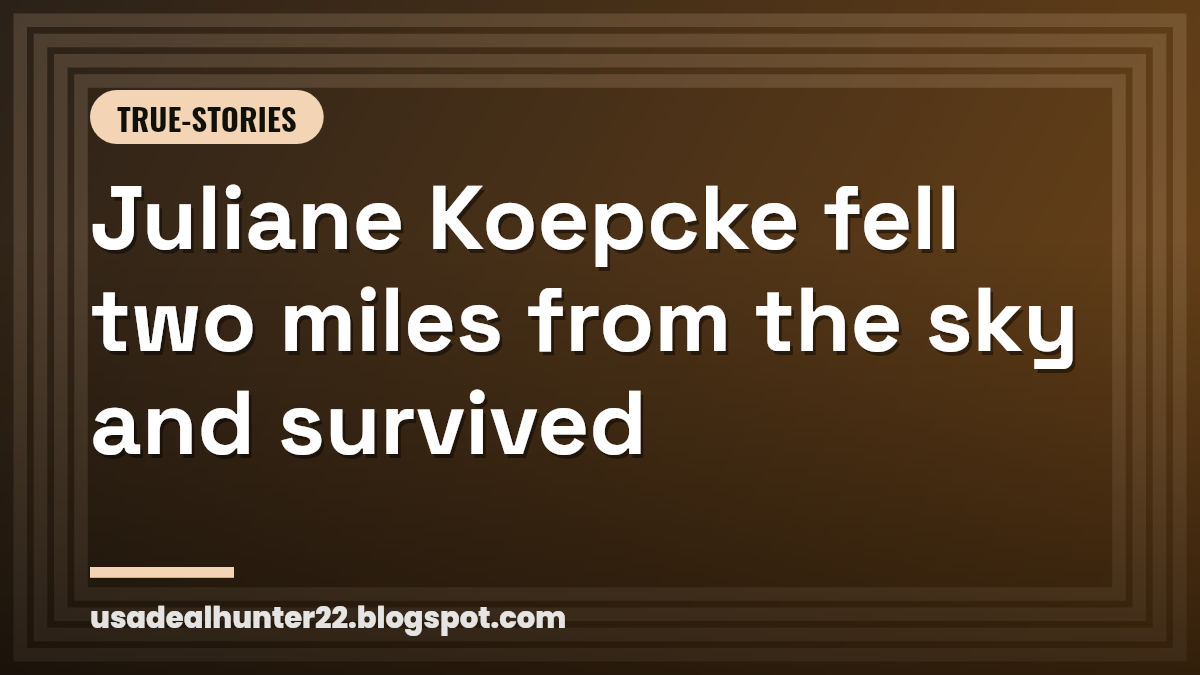 TRUE-STORIES
Juliane Koepcke fell
two miles from the sky
and survived
usadealhunter22.blogspot.com